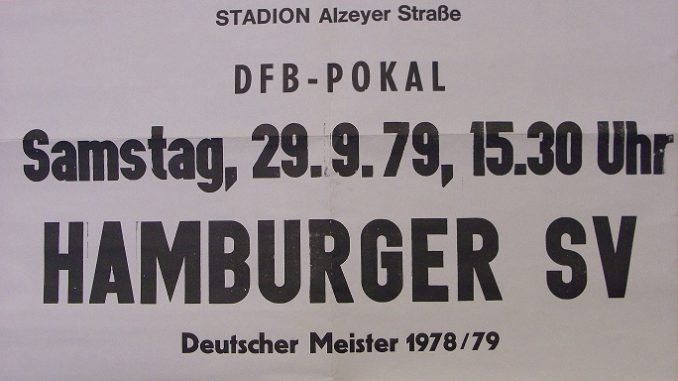 STADION Alzeyer Straße
DFB-POKAL
Samstag, 29.9.79, 15.30 Uhr
HAMBURGER SV
Deutscher Meister 1978/79